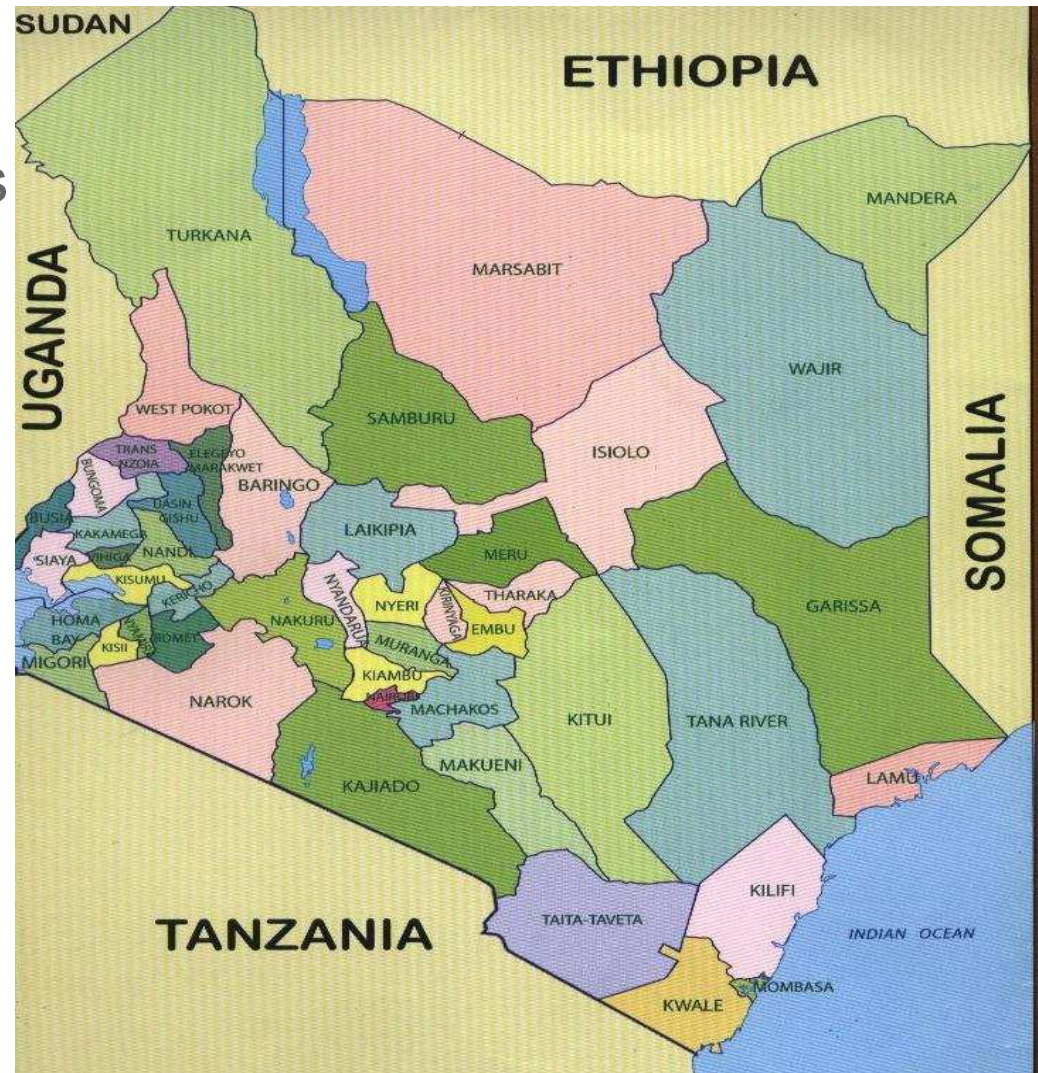 SUDAN
ETHIOPIA
S
MANDERA
TURKANA
UGANDA
MARSABIT
WAJIR
SOMALIA
WEST POKOT
SAMBURU
ISIOLO
TRANS
NZOIA
ELEGEYO
MARAKWET
BUNGOMA
BARINGO
UASIN
GISHU
BUSIA
KAKAMEGA
LAIKIPIA
SIAYA
VIHIGA
NANDI
MERU
KISUMU
KERICHO
NYANDARUA
NYERI
KIRINYAGA
THARAKA
GARISSA
HOMA
BAY
NAKURU
EMBU
KISII
BOMET
MURANGA
MIGORI
KIAMBU
NAIROBI
NAROK
MACHAKOS
KITUI
TANA RIVER
MAKUENI
KAJIADO
LAMU
KILIFI
TANZANIA
TAITA-TAVETA
INDIAN OCEAN
MOMBASA
KWALE